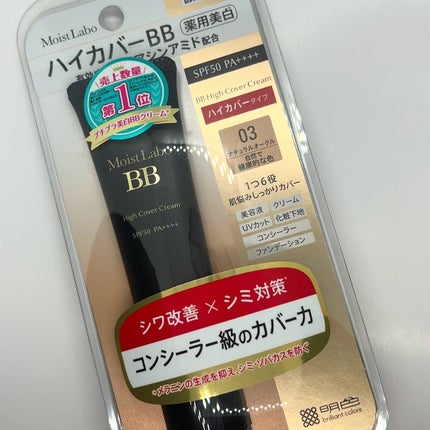 Moist Labo
ハイカバーBB
薬用美白
アシンアミド配合
売上数量
第1位
プチプラ美白BBクリーム
Moist Labo
BB
High Cover Cream
SPF50 PA++++
SPF50 PA++++
BB High Cover Cream
ハイカバータイプ
03
ナチュラルオークル
自然で
健康的な色
1つ6役
肌悩みしっかりカバー
美容液 クリーム
UVカット 化粧下地
コンシーラー
ファンデーション
シワ改善×シミ対策*
コンシーラー級のカバー力
*メラニンの生成を抑え、シミ・ソバカスを防ぐ
明色
brilliant colors